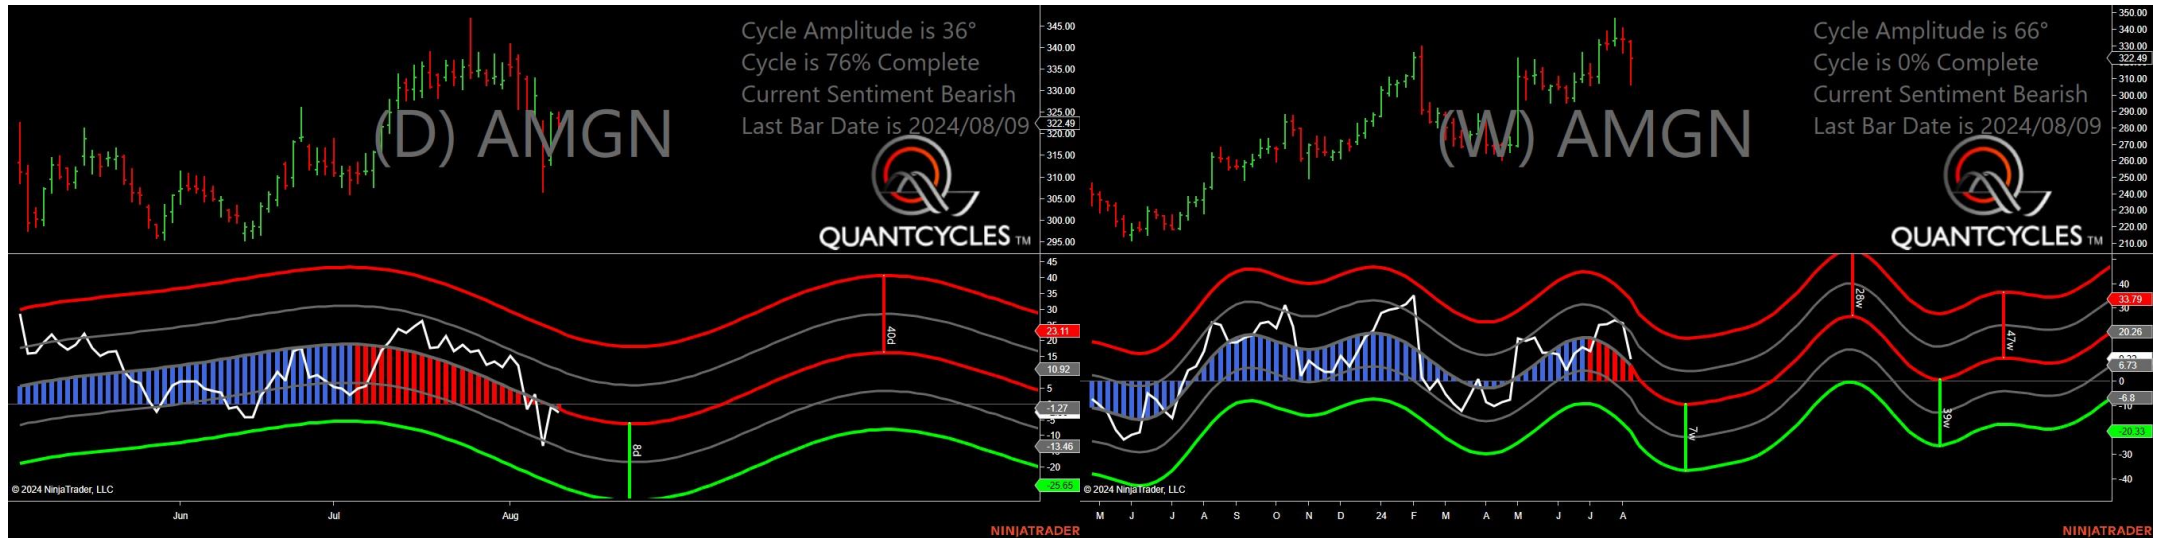 Cycle Amplitude is 36°
Cycle is 76% Complete
Current Sentiment Bearish
Last Bar Date is 2024/08/09
(D) AMGN
QUANTCYCLES TM
345.00
340.00
335.00
330.00
325.00
322.49
320.00
315.00
310.00
305.00
300.00
295.00
45
40
35
30
25
23.11
20
15
10.92
5
-1.27
-5
-10
-13.46
-20
-25.65
40d
8d
© 2024 NinjaTrader, LLC
Jun
Jul
Aug
NINJATRADER
Cycle Amplitude is 66°
Cycle is 0% Complete
Current Sentiment Bearish
Last Bar Date is 2024/08/09
(W) AMGN
QUANTCYCLES TM
350.00
340.00
330.00
322.49
310.00
300.00
290.00
280.00
270.00
260.00
250.00
240.00
230.00
220.00
210.00
40
33.79
30
20.26
6.73
0
-6.8
-10
-20.33
-30
-40
28w
47w
7w
39w
© 2024 NinjaTrader, LLC
M J J A S O N D 24 F M A M J J A
NINJATRADER